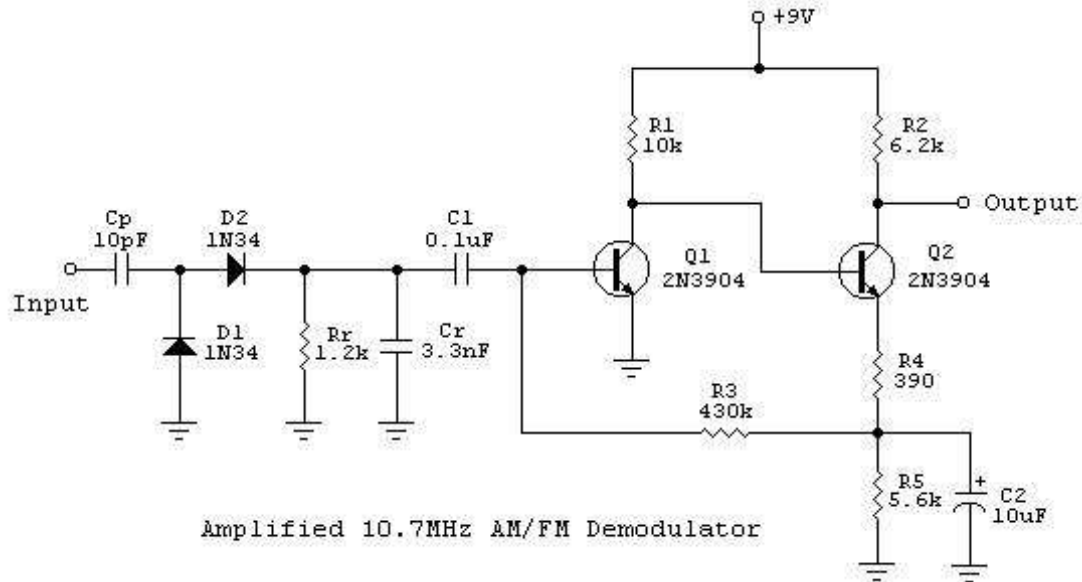 +9V
R1
10k
R2
6.2k
Output
Cp
10pF
D2
1N34
C1
0.1uF
Q1
2N3904
Q2
2N3904
Input
D1
1N34
Rr
1.2k
Cr
3.3nF
R4
390
R3
430k
R5
5.6k
+
C2
10uF
Amplified 10.7MHz AM/FM Demodulator